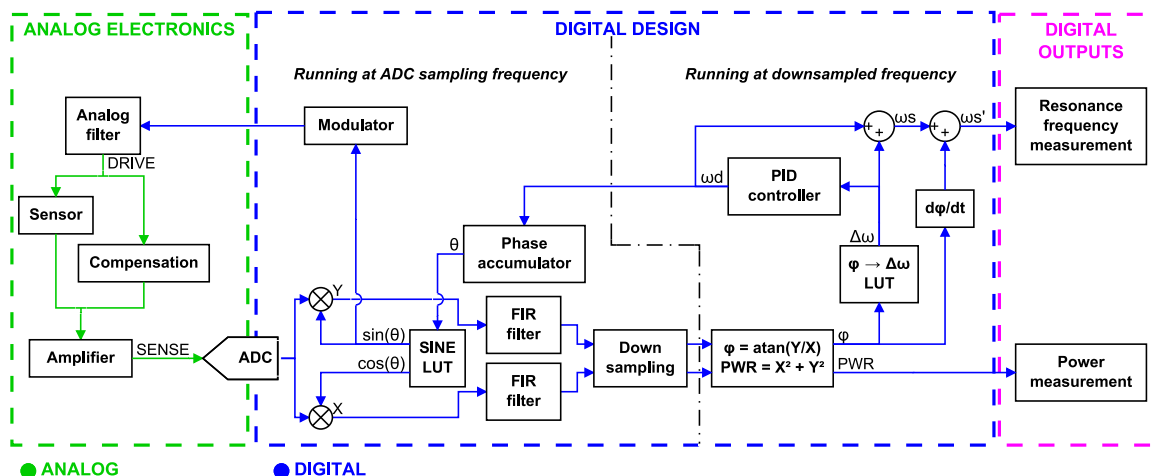 ANALOG ELECTRONICS
DIGITAL DESIGN
DIGITAL
OUTPUTS
Running at ADC sampling frequency
Running at downsampled frequency
Analog
filter
DRIVE
Sensor
Compensation
Amplifier
SENSE
ADC
Modulator
θ
Phase
accumulator
Y
sin(θ)
cos(θ)
SINE
LUT
X
FIR
filter
FIR
filter
Down
sampling
φ = atan(Y/X)
PWR = X² + Y²
φ
PWR
φ → Δω
LUT
Δω
PID
controller
ωd
dφ/dt
+
+
ωs
+
+
ωs'
Resonance
frequency
measurement
Power
measurement
ANALOG
DIGITAL